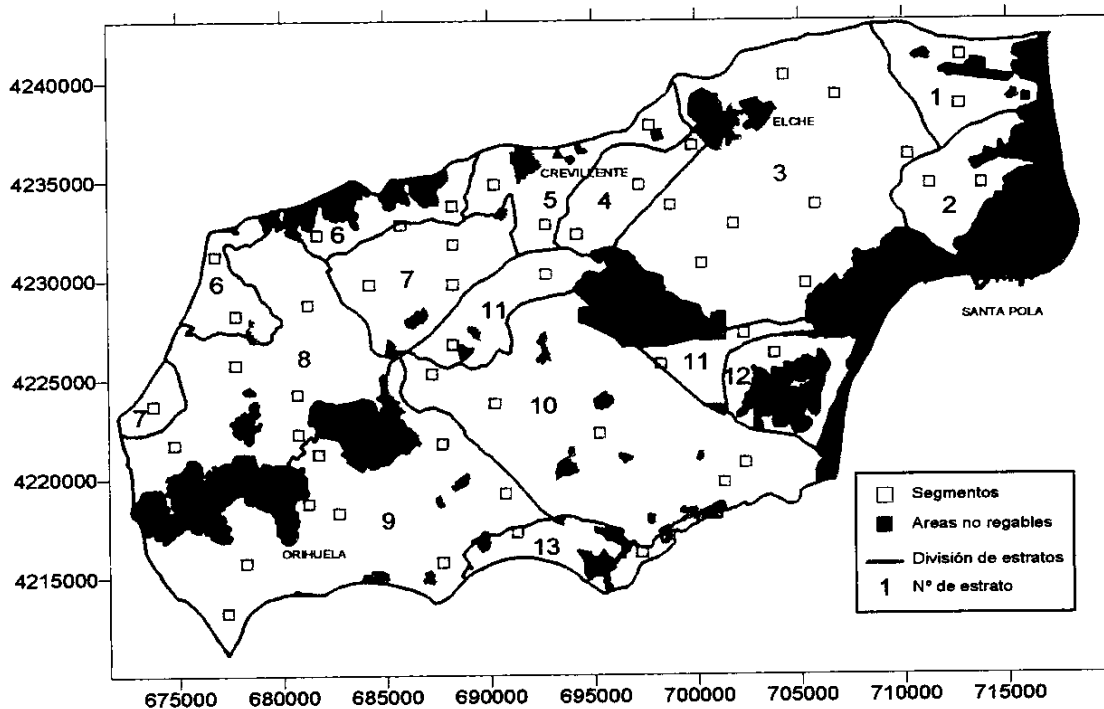 4240000
4235000
4230000
4225000
4220000
4215000
1
ELCHE
3
CREVILLENTE
5
4
2
6
7
6
11
SANTA POLA
8
11
12
7
10
9
13
ORIHUELA
Segmentos
Areas no regables
División de estratos
1 Nº de estrato
675000 680000 685000 690000 695000 700000 705000 710000 715000